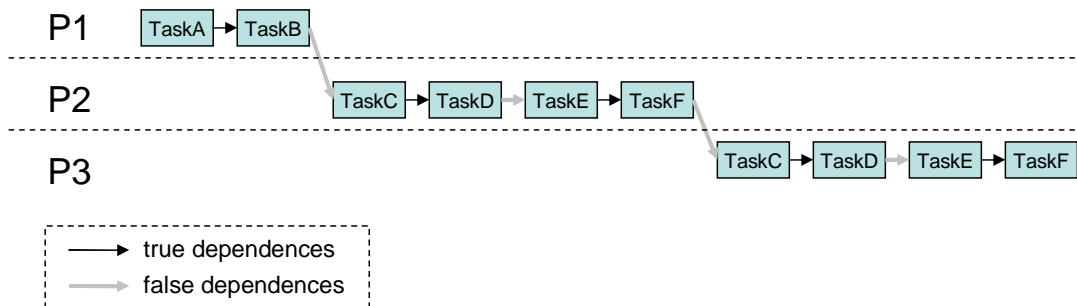 P1 TaskA TaskB
P2 TaskC TaskD TaskE TaskF
P3 TaskC TaskD TaskE TaskF
true dependences
false dependences